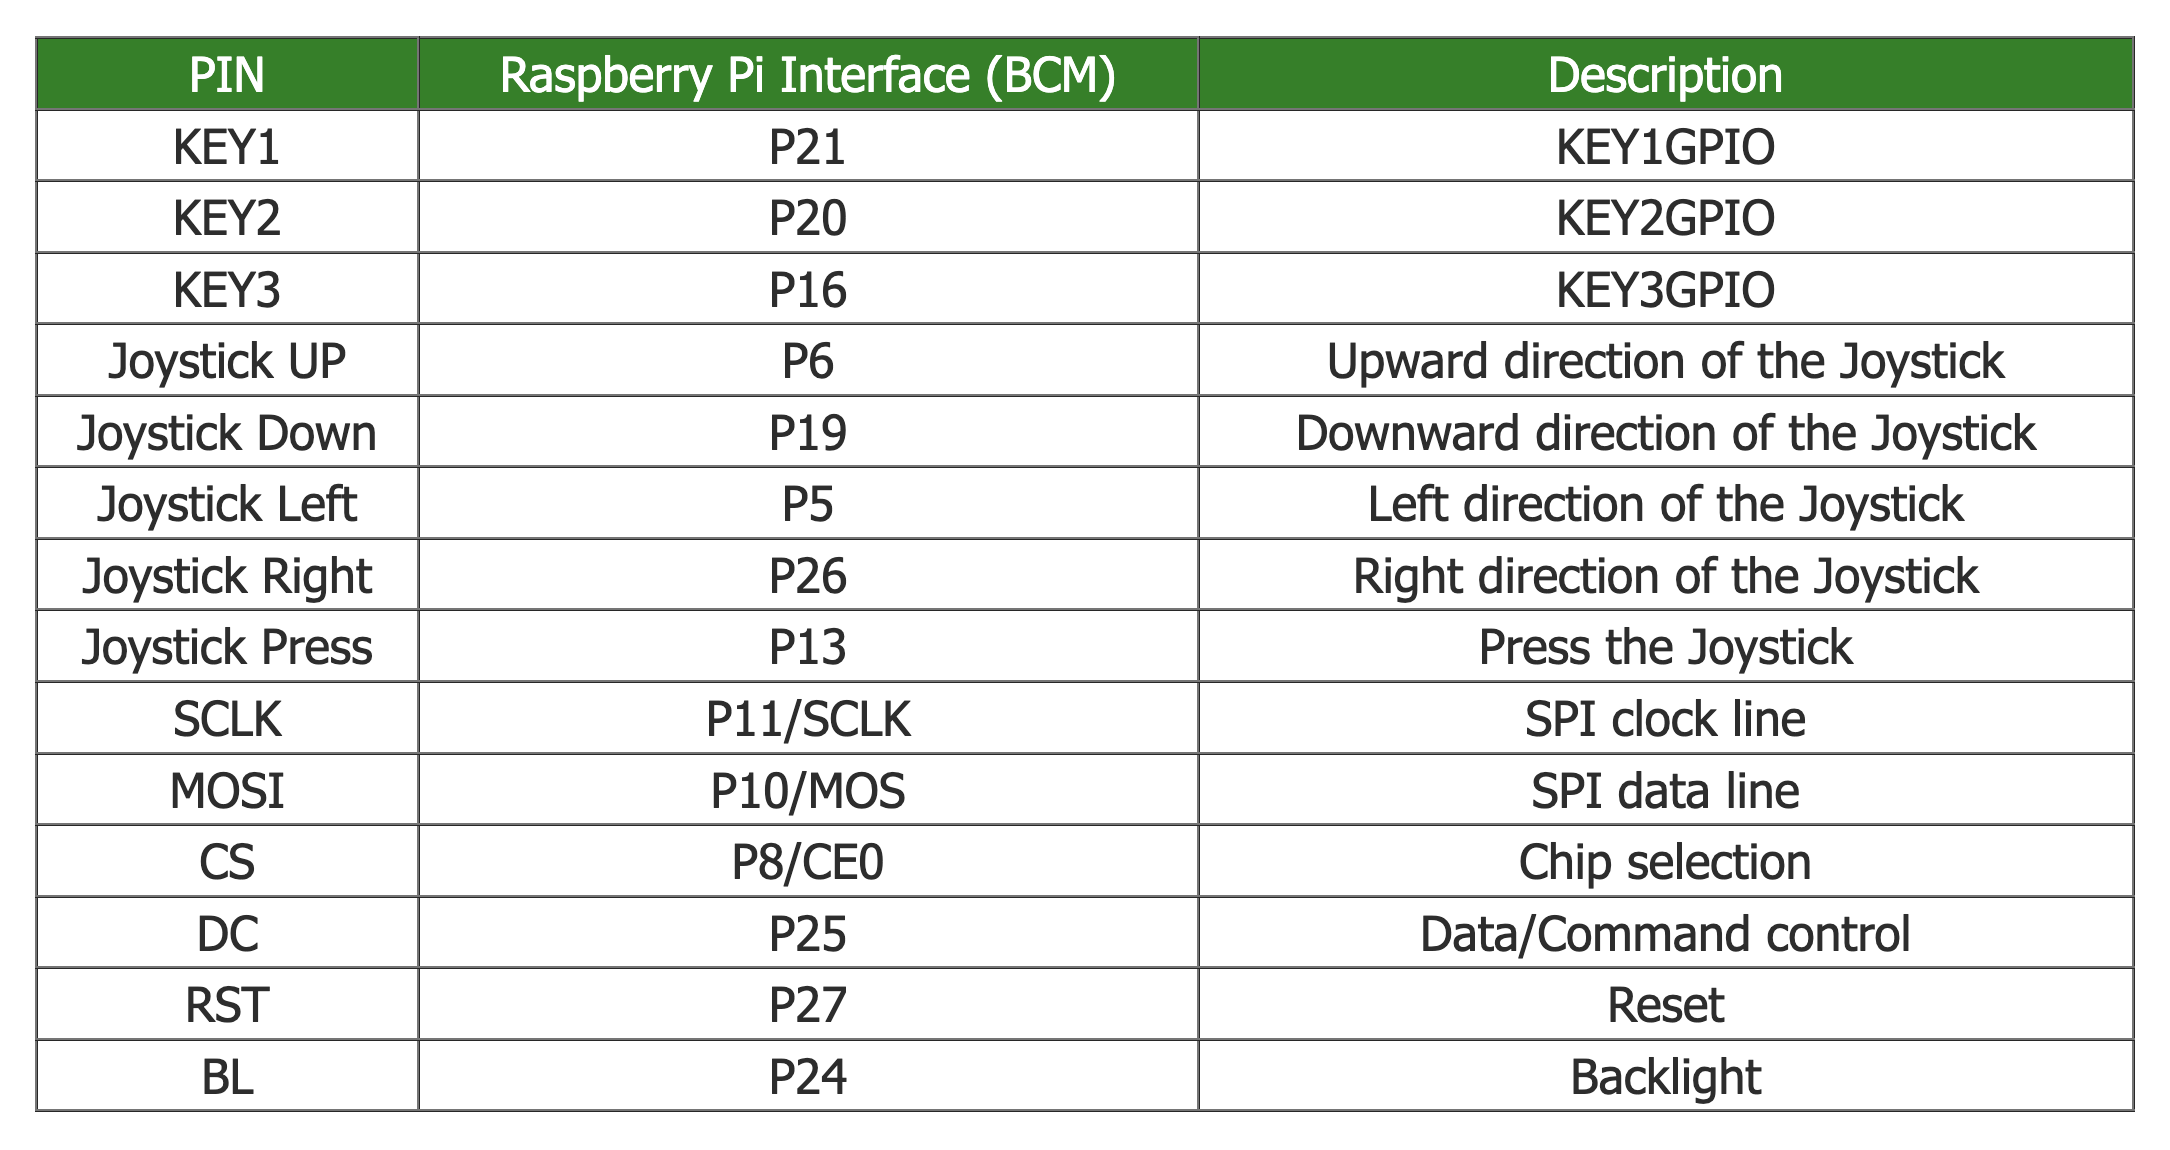 PIN Raspberry Pi Interface (BCM) Description
KEY1 P21 KEY1GPIO
KEY2 P20 KEY2GPIO
KEY3 P16 KEY3GPIO
Joystick UP P6 Upward direction of the Joystick
Joystick Down P19 Downward direction of the Joystick
Joystick Left P5 Left direction of the Joystick
Joystick Right P26 Right direction of the Joystick
Joystick Press P13 Press the Joystick
SCLK P11/SCLK SPI clock line
MOSI P10/MOS SPI data line
CS P8/CE0 Chip selection
DC P25 Data/Command control
RST P27 Reset
BL P24 Backlight